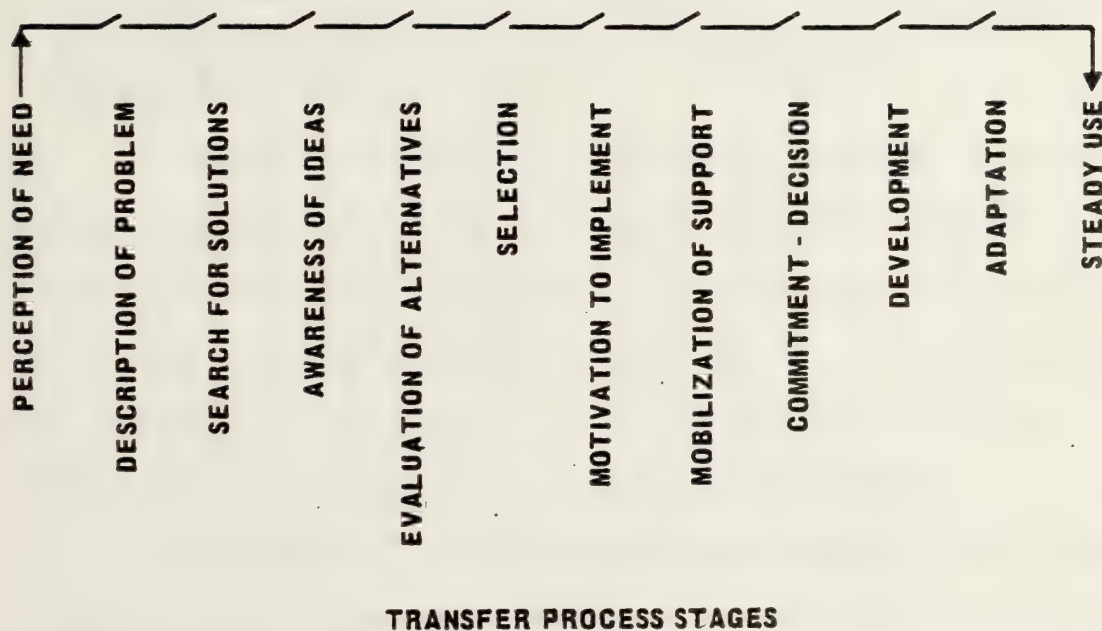 PERCEPTION OF NEED
DESCRIPTION OF PROBLEM
SEARCH FOR SOLUTIONS
AWARENESS OF IDEAS
EVALUATION OF ALTERNATIVES
SELECTION
MOTIVATION TO IMPLEMENT
MOBILIZATION OF SUPPORT
COMMITMENT - DECISION
DEVELOPMENT
ADAPTATION
STEADY USE
TRANSFER PROCESS STAGES